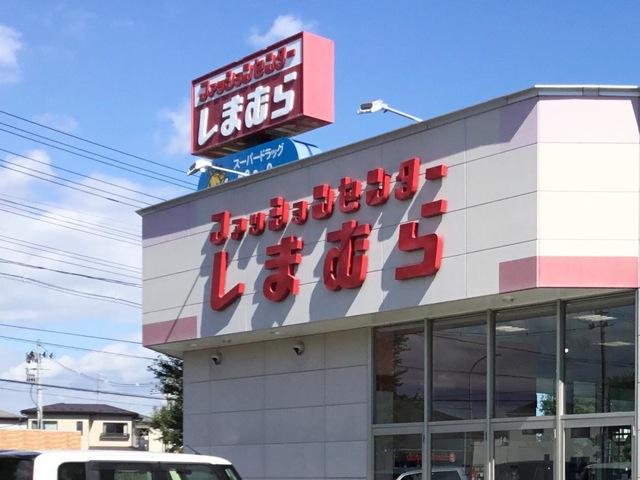 ファッションセンター
しまむら
スーパードラッグ
ファッションセンター
しまむら